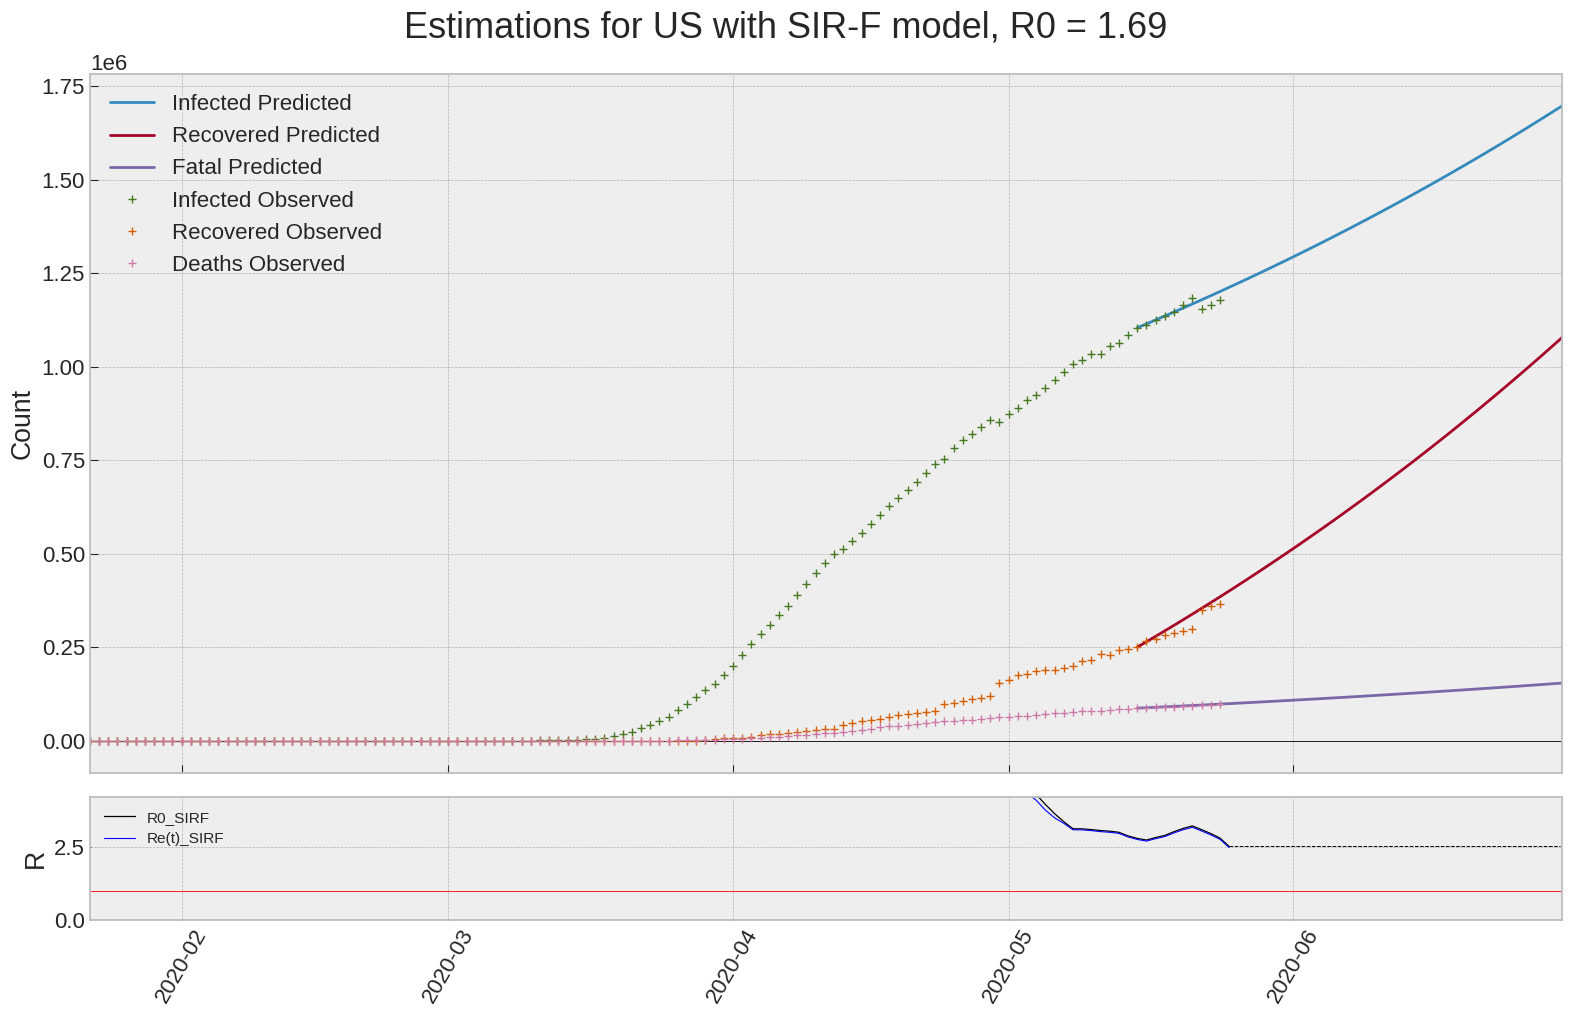 Estimations for US with SIR-F model, R0 = 1.69
1e6
1.75
1.50
1.25
1.00
0.75
0.50
0.25
0.00
Count
Infected Predicted
Recovered Predicted
Fatal Predicted
Infected Observed
Recovered Observed
Deaths Observed
R0_SIRF
Re(t)_SIRF
2.5
0.0
R
2020-02
2020-03
2020-04
2020-05
2020-06